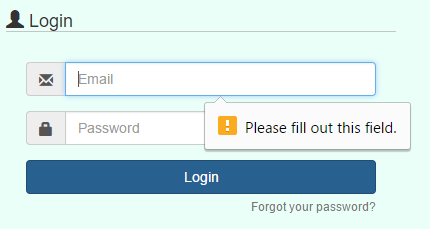 Login
Email
Please fill out this field.
Password
Login
Forgot your password?